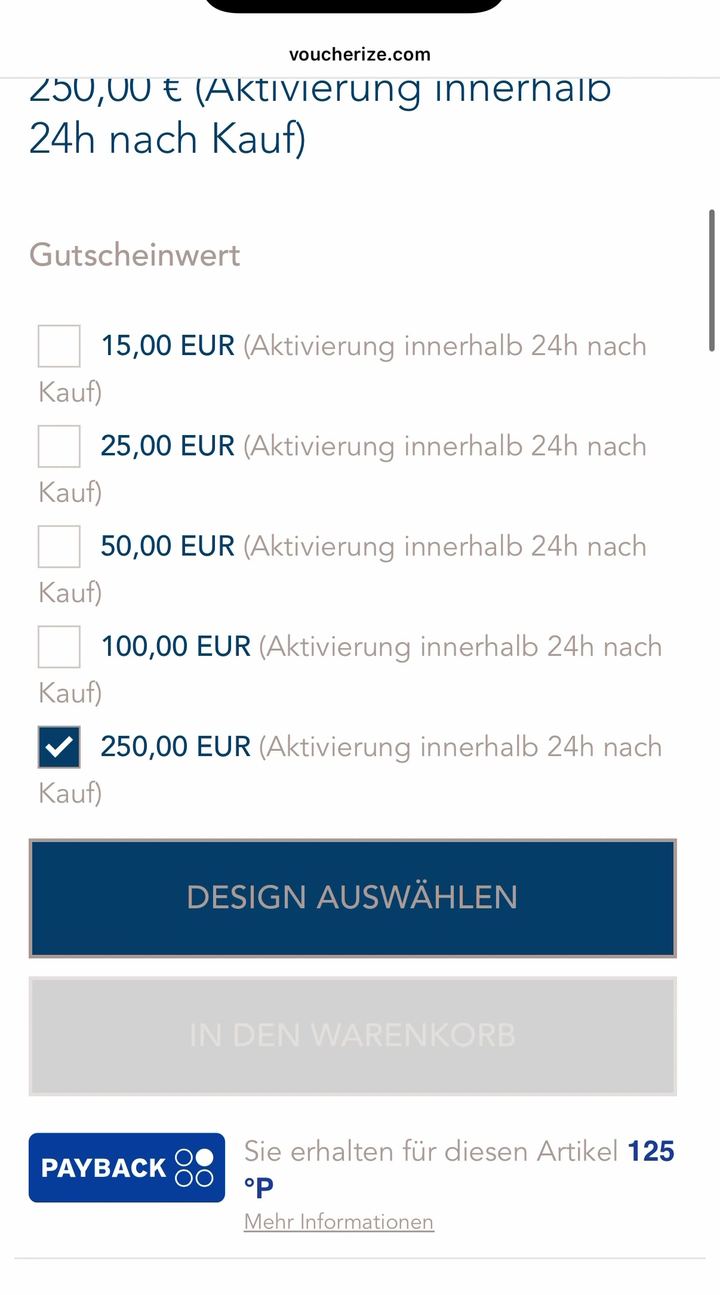 voucherize.com
250,00 € (Aktivierung innerhalb
24h nach Kauf)
Gutscheinwert
15,00 EUR (Aktivierung innerhalb 24h nach
Kauf)
25,00 EUR (Aktivierung innerhalb 24h nach
Kauf)
50,00 EUR (Aktivierung innerhalb 24h nach
Kauf)
100,00 EUR (Aktivierung innerhalb 24h nach
Kauf)
250,00 EUR (Aktivierung innerhalb 24h nach
Kauf)
DESIGN AUSWÄHLEN
IN DEN WARENKORB
PAYBACK
Sie erhalten für diesen Artikel 125
°P
Mehr Informationen